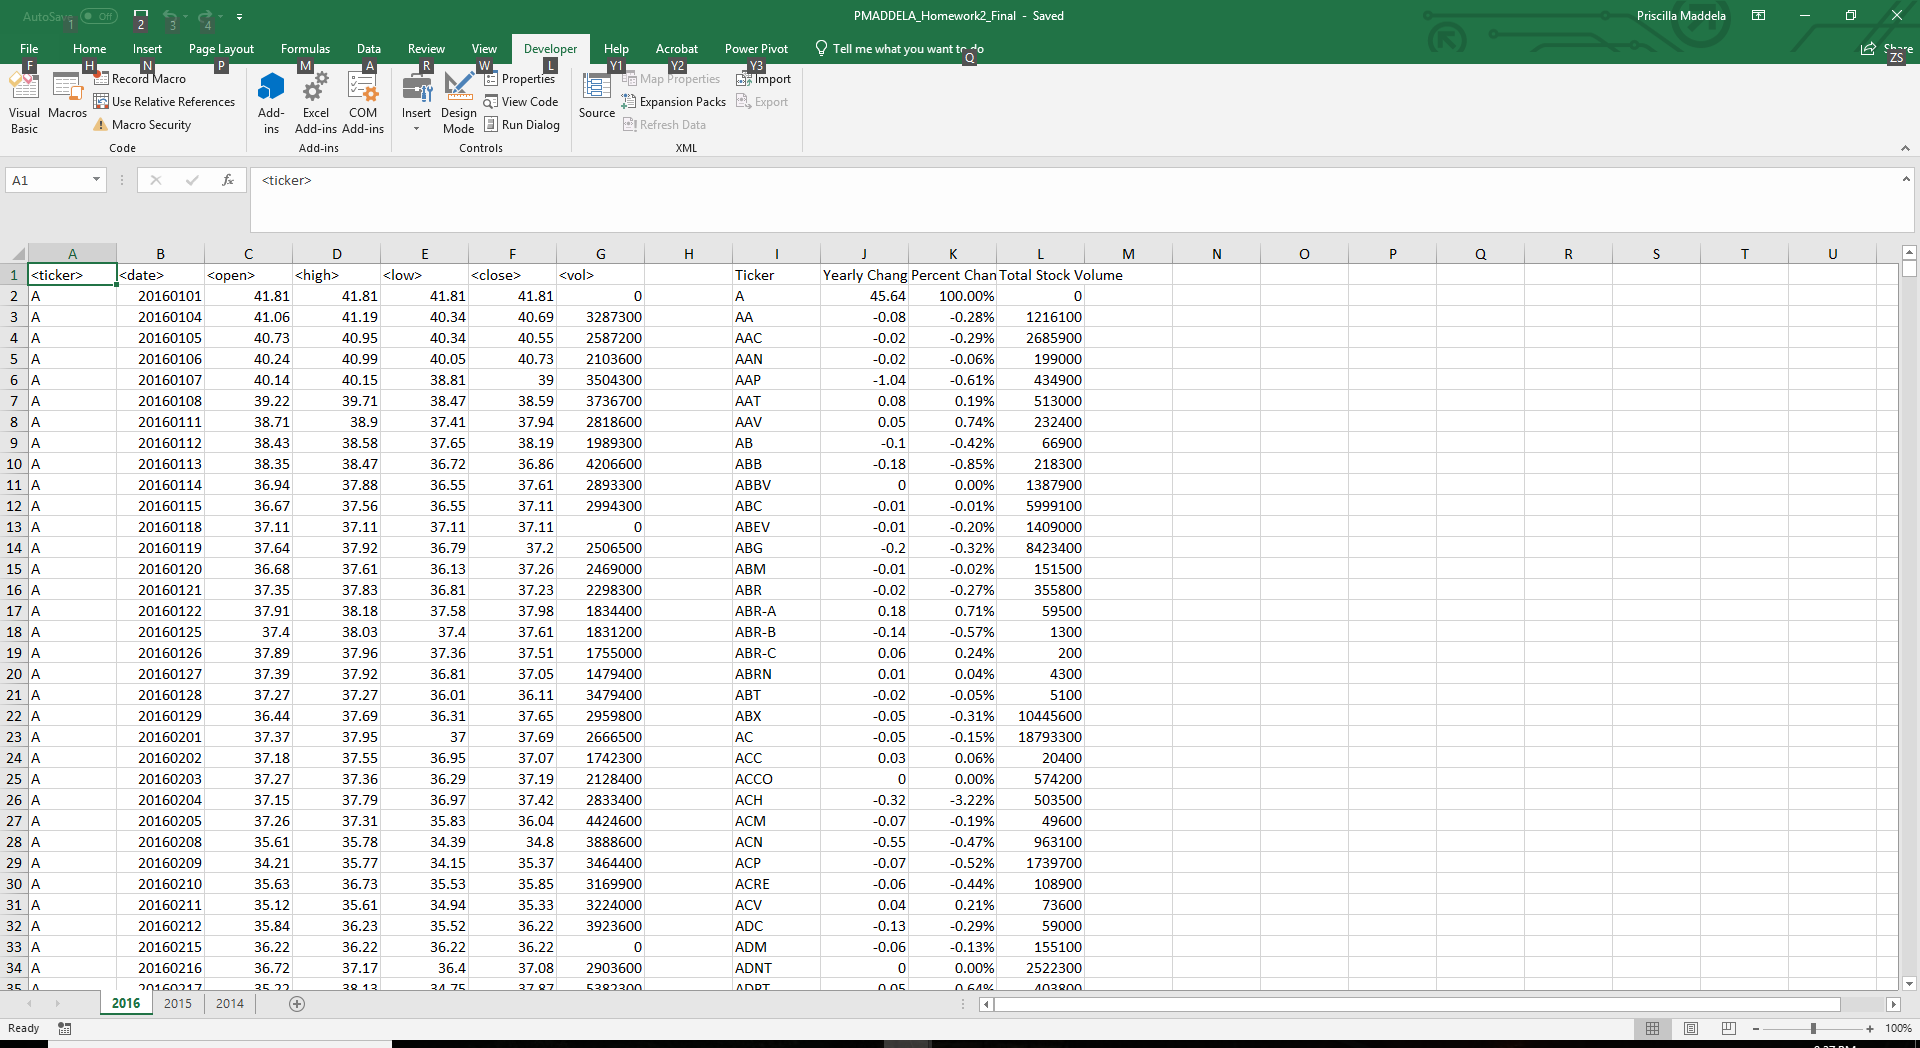 AutoSave Off PMADDELA_Homework2_Final - Saved Priscilla Maddela
1 2 3 4
File Home Insert Page Layout Formulas Data Review View Developer Help Acrobat Power Pivot Tell me what you want to do Share
F H N P M A R W L Y1 Y2 Y3 Q ZS
Record Macro Properties Map Properties Import
Use Relative References View Code Expansion Packs Export
Visual Basic Macros Macro Security Add-ins Excel Add-ins COM Add-ins Insert Design Mode Run Dialog Source Refresh Data
Code Add-ins Controls XML
A1 fx <ticker>
A B C D E F G H I J K L M N O P Q R S T U
1 <ticker> <date> <open> <high> <low> <close> <vol> Ticker Yearly Chang Percent Chan Total Stock Volume
2 A 20160101 41.81 41.81 41.81 41.81 0 A 45.64 100.00% 0
3 A 20160104 41.06 41.19 40.34 40.69 3287300 AA -0.08 -0.28% 1216100
4 A 20160105 40.73 40.95 40.34 40.55 2587200 AAC -0.02 -0.29% 2685900
5 A 20160106 40.24 40.99 40.05 40.73 2103600 AAN -0.02 -0.06% 199000
6 A 20160107 40.14 40.15 38.81 39 3504300 AAP -1.04 -0.61% 434900
7 A 20160108 39.22 39.71 38.47 38.59 3736700 AAT 0.08 0.19% 513000
8 A 20160111 38.71 38.9 37.41 37.94 2818600 AAV 0.05 0.74% 232400
9 A 20160112 38.43 38.58 37.65 38.19 1989300 AB -0.1 -0.42% 66900
10 A 20160113 38.35 38.47 36.72 36.86 4206600 ABB -0.18 -0.85% 218300
11 A 20160114 36.94 37.88 36.55 37.61 2893300 ABBV 0 0.00% 1387900
12 A 20160115 36.67 37.56 36.55 37.11 2994300 ABC -0.01 -0.01% 5999100
13 A 20160118 37.11 37.11 37.11 37.11 0 ABEV -0.01 -0.20% 1409000
14 A 20160119 37.64 37.92 36.79 37.2 2506500 ABG -0.2 -0.32% 8423400
15 A 20160120 36.68 37.61 36.13 37.26 2469000 ABM -0.01 -0.02% 151500
16 A 20160121 37.35 37.83 36.81 37.23 2298300 ABR -0.02 -0.27% 355800
17 A 20160122 37.91 38.18 37.58 37.98 1834400 ABR-A 0.18 0.71% 59500
18 A 20160125 37.4 38.03 37.4 37.61 1831200 ABR-B -0.14 -0.57% 1300
19 A 20160126 37.89 37.96 37.36 37.51 1755000 ABR-C 0.06 0.24% 200
20 A 20160127 37.39 37.92 36.81 37.05 1479400 ABRN 0.01 0.04% 4300
21 A 20160128 37.27 37.27 36.01 36.11 3479400 ABT -0.02 -0.05% 5100
22 A 20160129 36.44 37.69 36.31 37.65 2959800 ABX -0.05 -0.31% 10445600
23 A 20160201 37.37 37.95 37 37.69 2666500 AC -0.05 -0.15% 18793300
24 A 20160202 37.18 37.55 36.95 37.07 1742300 ACC 0.03 0.06% 20400
25 A 20160203 37.27 37.36 36.29 37.19 2128400 ACCO 0 0.00% 574200
26 A 20160204 37.15 37.79 36.97 37.42 2833400 ACH -0.32 -3.22% 503500
27 A 20160205 37.26 37.31 35.83 36.04 4424600 ACM -0.07 -0.19% 49600
28 A 20160208 35.61 35.78 34.39 34.8 3888600 ACN -0.55 -0.47% 963100
29 A 20160209 34.21 35.77 34.15 35.37 3464400 ACP -0.07 -0.52% 1739700
30 A 20160210 35.63 36.73 35.53 35.85 3169900 ACRE -0.06 -0.44% 108900
31 A 20160211 35.12 35.61 34.94 35.33 3224000 ACV 0.04 0.21% 73600
32 A 20160212 35.84 36.23 35.52 36.22 3923600 ADC -0.13 -0.29% 59000
33 A 20160215 36.22 36.22 36.22 36.22 0 ADM -0.06 -0.13% 155100
34 A 20160216 36.72 37.17 36.4 37.08 2903600 ADNT 0 0.00% 2522300
35 A 20160217 35.22 38.13 34.75 37.87 5382300 ADPT 0.05 0.64% 403800
2016 2015 2014
Ready 100%